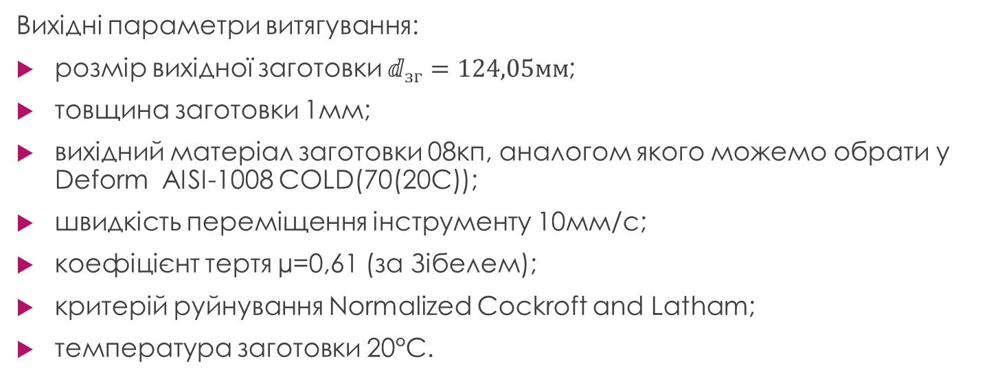 Вихідні параметри витягування:
розмір вихідної заготовки ⅆзг = 124,05мм;
товщина заготовки 1мм;
вихідний матеріал заготовки 08кп, аналогом якого можемо обрати у
Deform AISI-1008 COLD(70(20C));
швидкість переміщення інструменту 10мм/с;
коефіцієнт тертя μ=0,61 (за Зібелем);
критерій руйнування Normalized Cockroft and Latham;
температура заготовки 20°С.